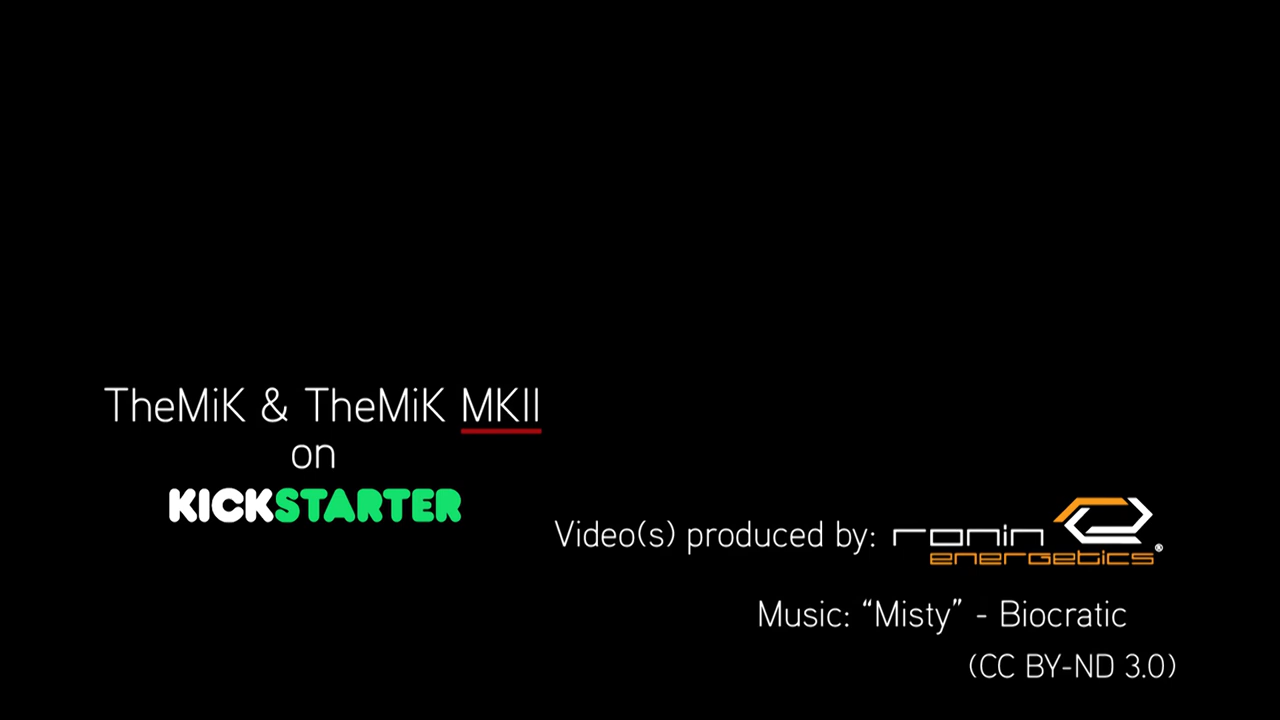 TheMiK & TheMiK MKII
on
KICKSTARTER
Video(s) produced by: ronin energetics®
Music: “Misty” - Biocratic
(CC BY-ND 3.0)